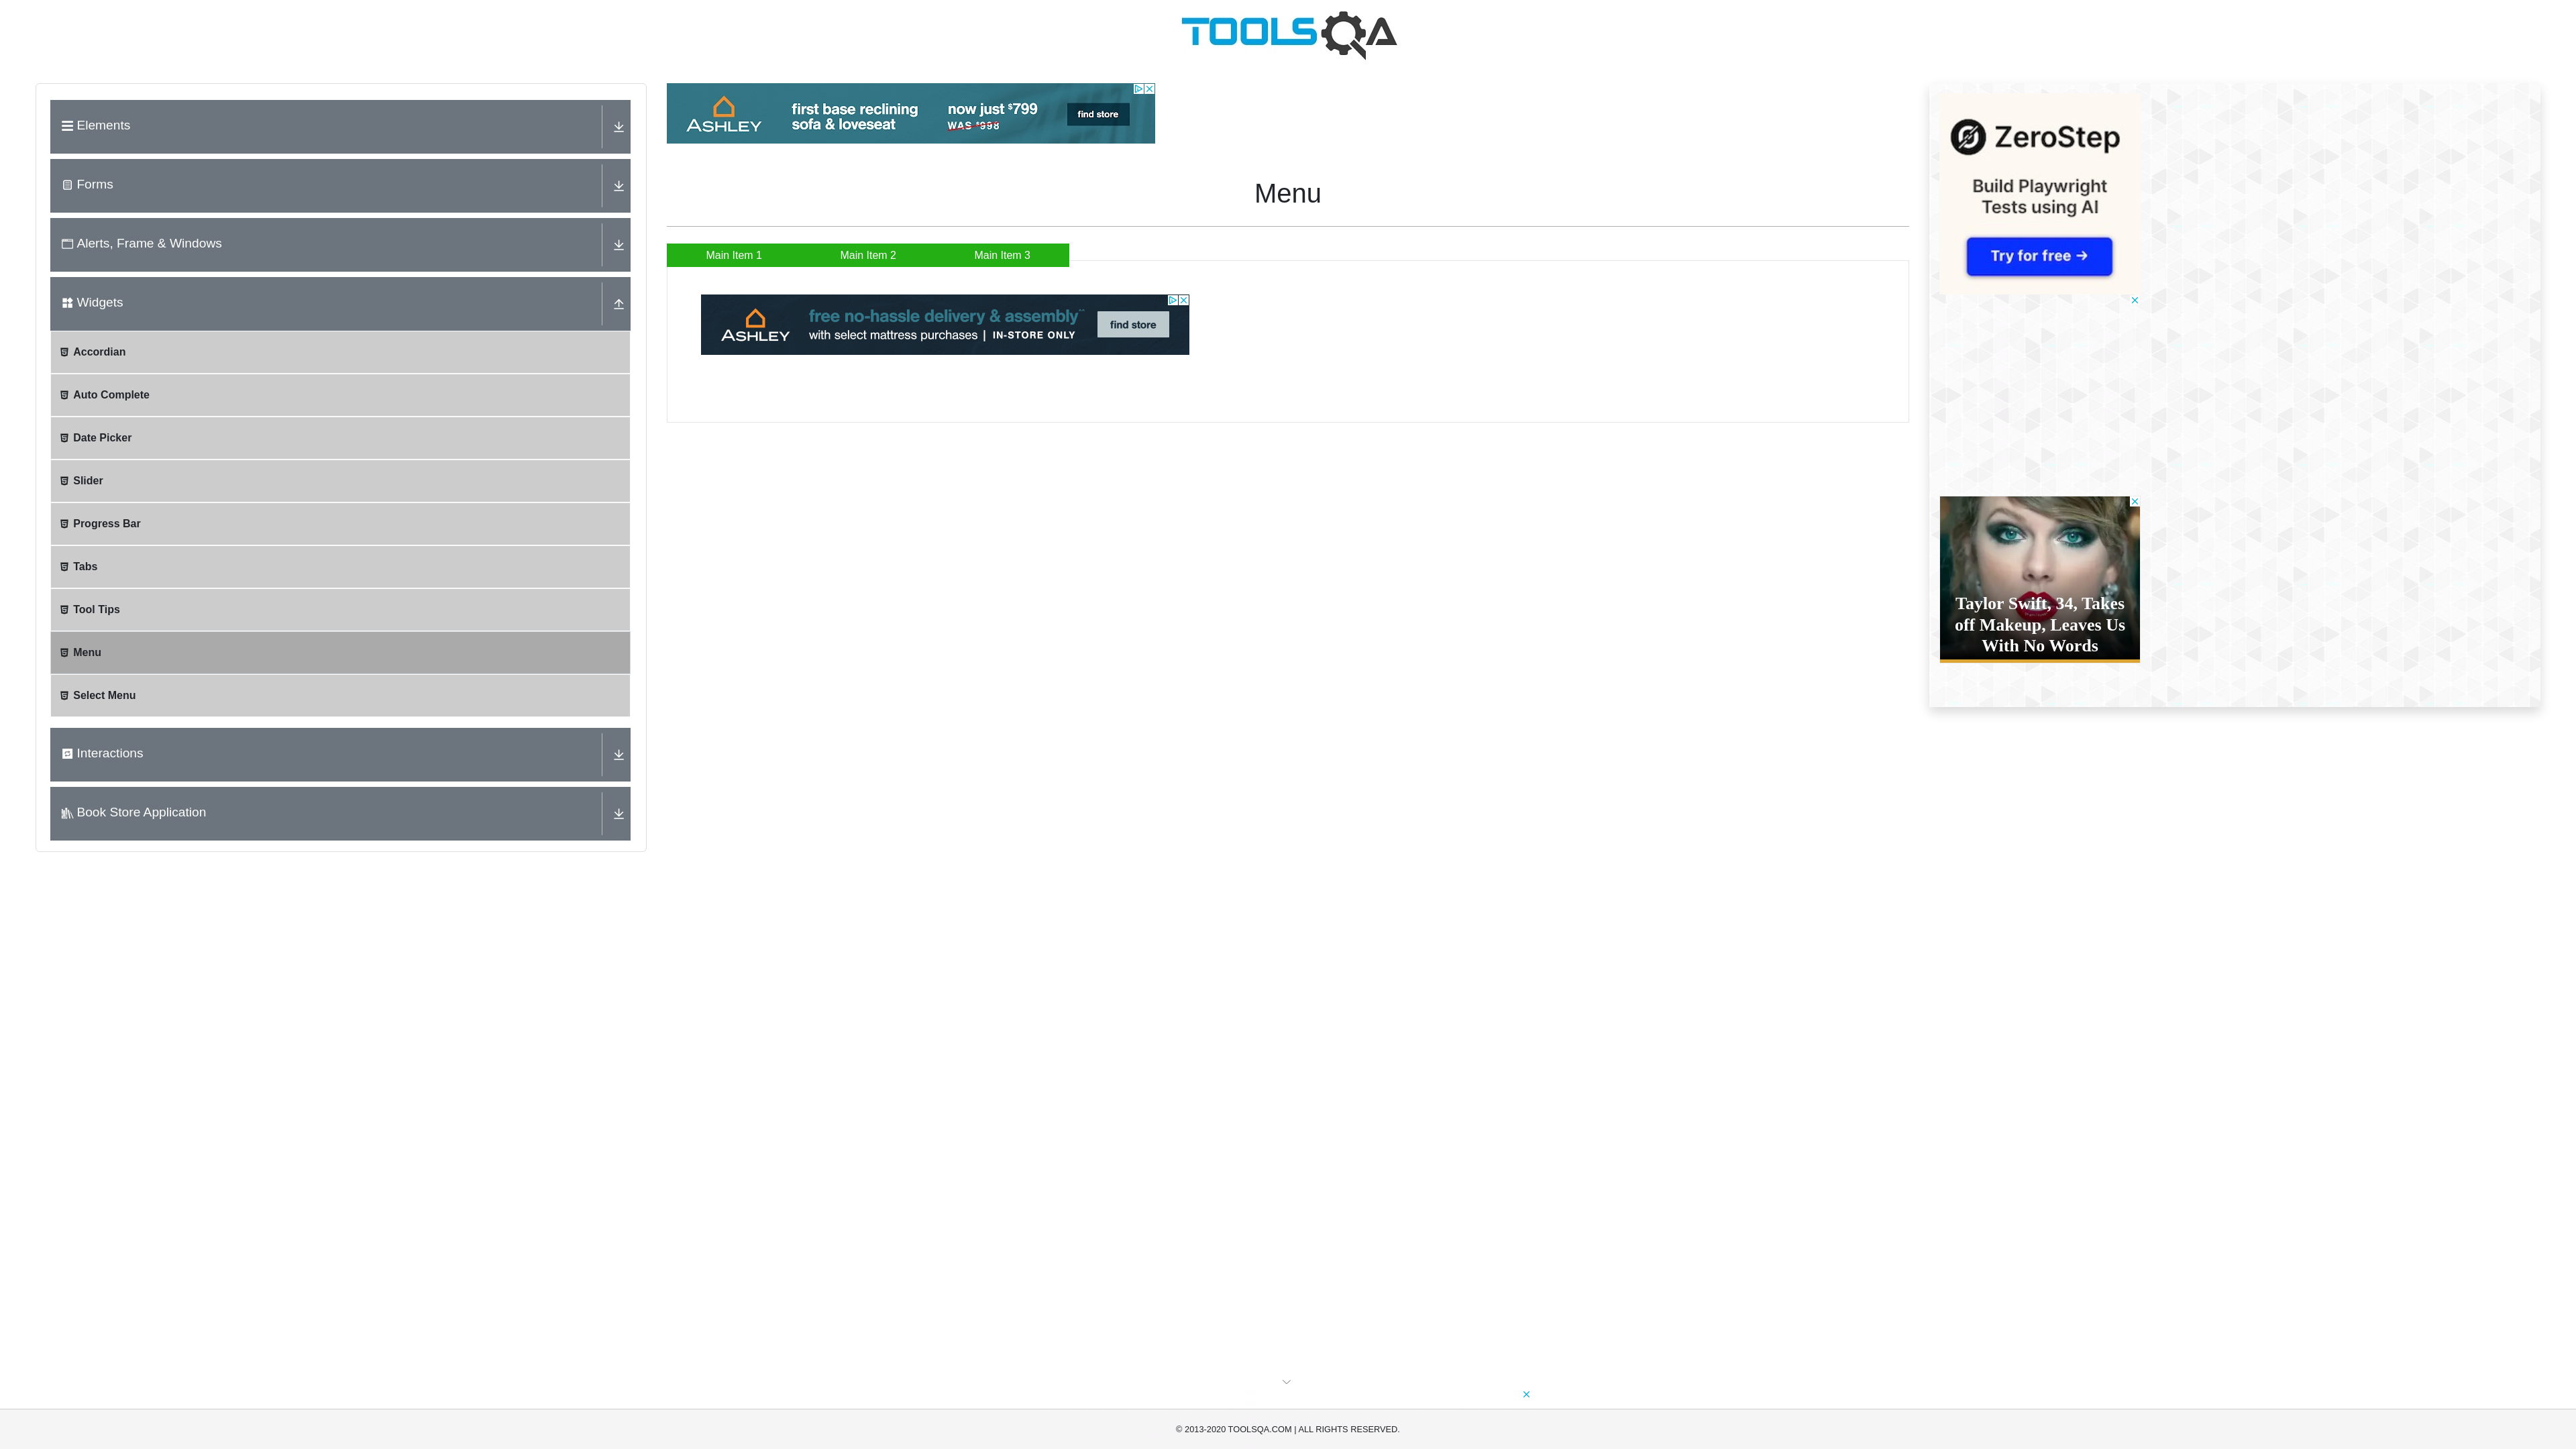 TOOLSQA
Elements
Forms
Alerts, Frame & Windows
Widgets
Accordian
Auto Complete
Date Picker
Slider
Progress Bar
Tabs
Tool Tips
Menu
Select Menu
Interactions
Book Store Application
ASHLEY
first base reclining
sofa & loveseat
now just $799
WAS $998
find store
Menu
Main Item 1
Main Item 2
Main Item 3
ASHLEY
free no-hassle delivery & assembly**
with select mattress purchases | IN-STORE ONLY
find store
ZeroStep
Build Playwright
Tests using AI
Try for free →
Taylor Swift, 34, Takes
off Makeup, Leaves Us
With No Words
© 2013-2020 TOOLSQA.COM | ALL RIGHTS RESERVED.